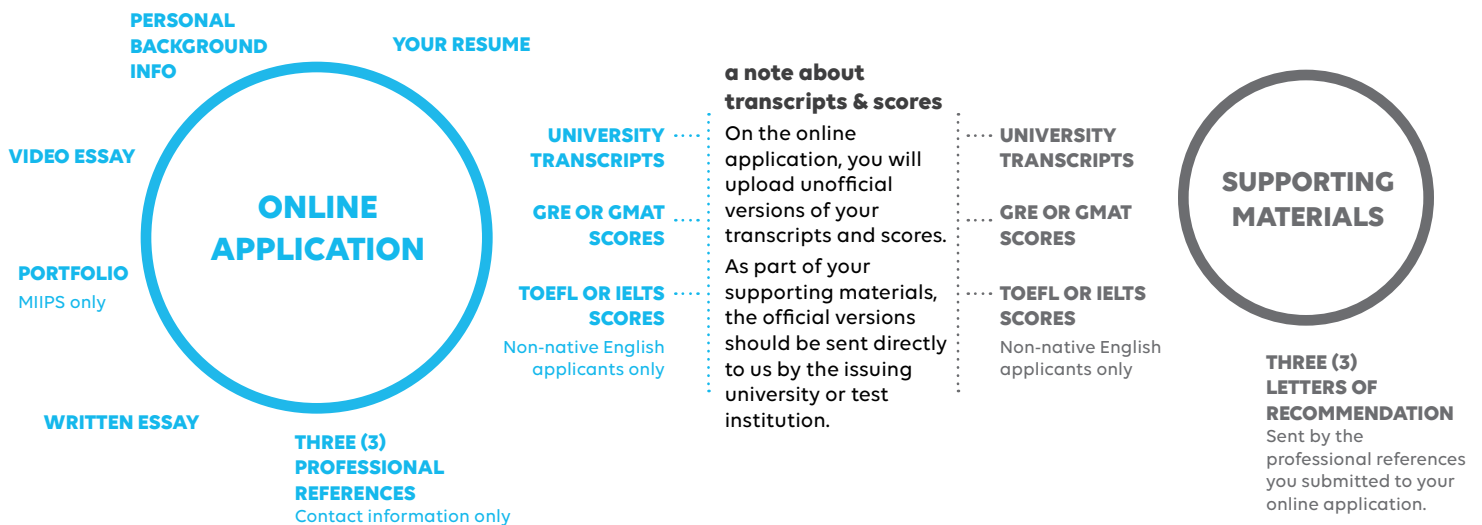 PERSONAL
BACKGROUND
INFO
YOUR RESUME
VIDEO ESSAY
ONLINE
APPLICATION
PORTFOLIO
MIIPS only
WRITTEN ESSAY
THREE (3)
PROFESSIONAL
REFERENCES
Contact information only
UNIVERSITY
TRANSCRIPTS
GRE OR GMAT
SCORES
TOEFL OR IELTS
SCORES
Non-native English
applicants only
a note about
transcripts & scores
On the online
application, you will
upload unofficial
versions of your
transcripts and scores.
As part of your
supporting materials,
the official versions
should be sent directly
to us by the issuing
university or test
institution.
UNIVERSITY
TRANSCRIPTS
GRE OR GMAT
SCORES
TOEFL OR IELTS
SCORES
Non-native English
applicants only
SUPPORTING
MATERIALS
THREE (3)
LETTERS OF
RECOMMENDATION
Sent by the
professional references
you submitted to your
online application.